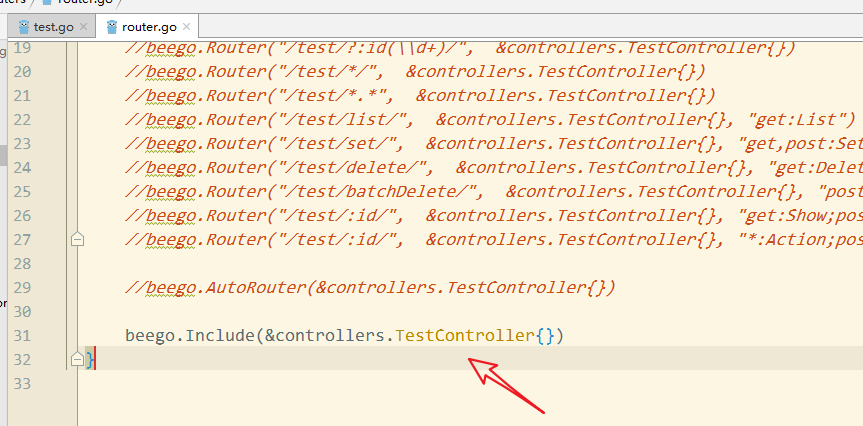 router.go
test.go
router.go
19 //beego.Router("/test/?:id(\\d+)/", &controllers.TestController{})
20 //beego.Router("/test/*/", &controllers.TestController{})
21 //beego.Router("/test/*.*", &controllers.TestController{})
22 //beego.Router("/test/list/", &controllers.TestController{}, "get:List")
23 //beego.Router("/test/set/", &controllers.TestController{}, "get,post:Set
24 //beego.Router("/test/delete/", &controllers.TestController{}, "get:Delet
25 //beego.Router("/test/batchDelete/", &controllers.TestController{}, "post
26 //beego.Router("/test/:id/", &controllers.TestController{}, "get:Show;pos
27 //beego.Router("/test/:id/", &controllers.TestController{}, "*:Action;pos
28
29 //beego.AutoRouter(&controllers.TestController{})
30
31 beego.Include(&controllers.TestController{})
32 }
33